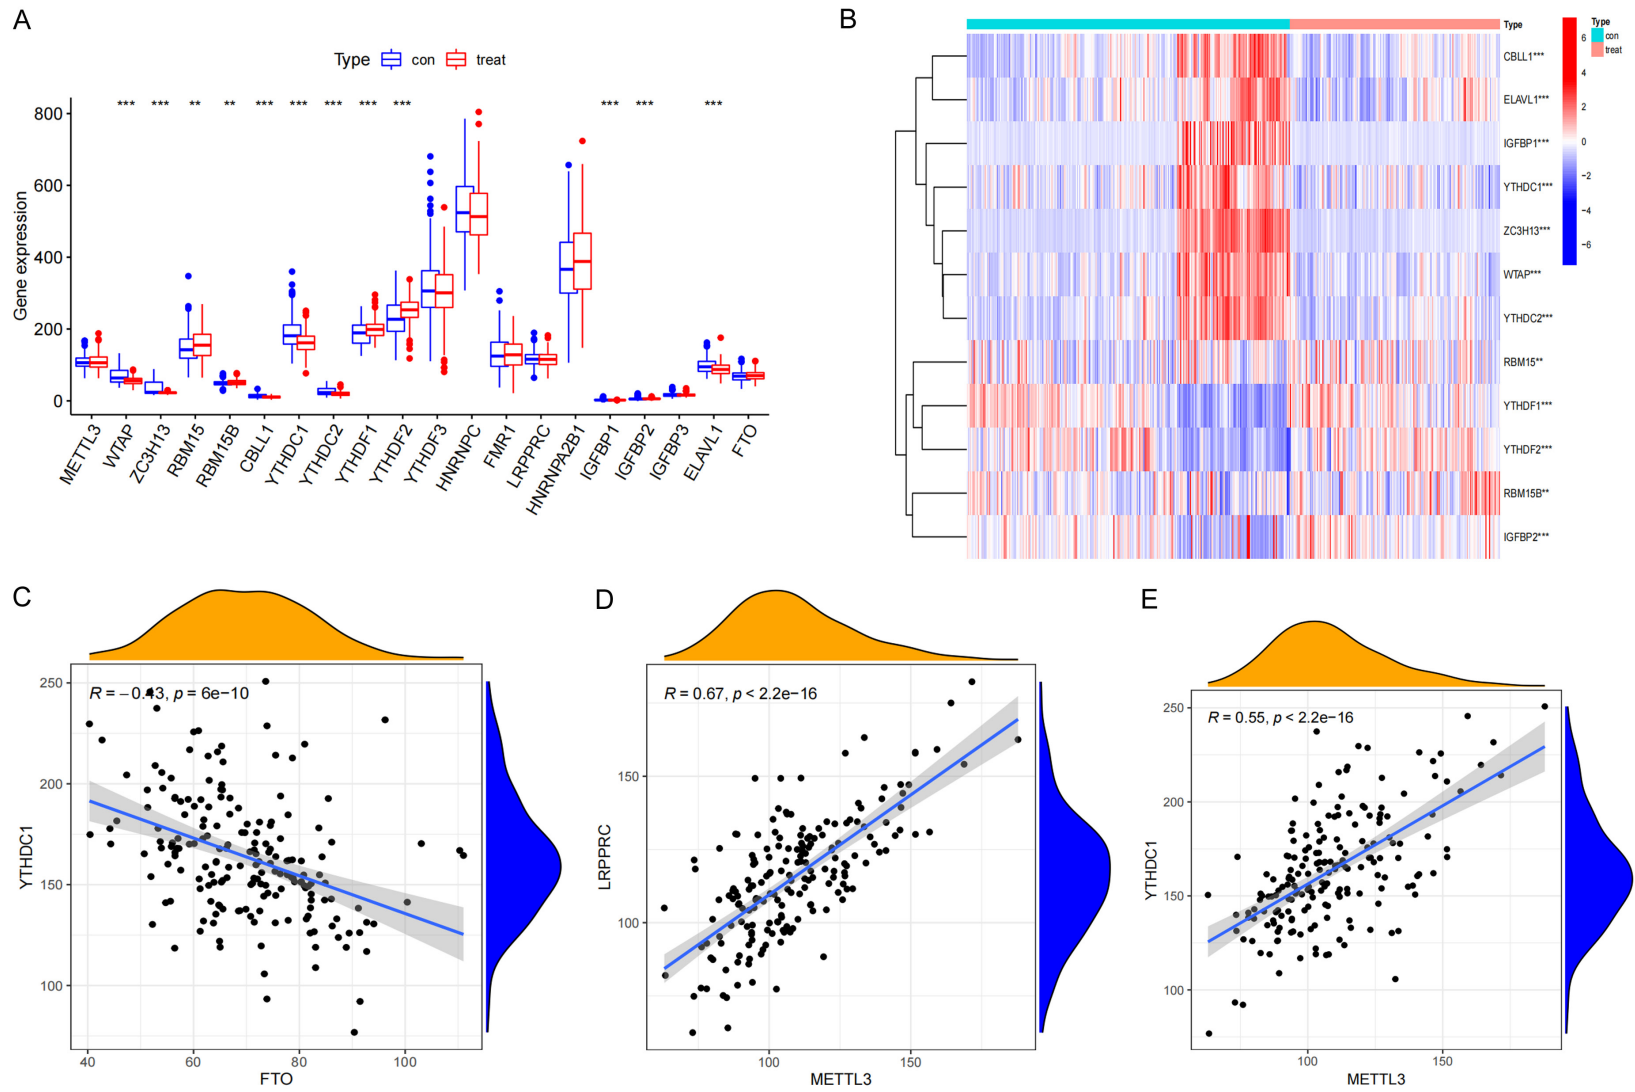 A
Type con treat
*** *** ** ** *** *** *** *** *** *** *** ***
Gene expression
800
600
400
200
0
METTL3 WTAP ZC3H13 RBM15 RBM15B CBLL1 YTHDC1 YTHDC2 YTHDF1 YTHDF2 YTHDF3 HNRNPC FMR1 LRPPRC HNRNPA2B1 IGFBP1 IGFBP2 IGFBP3 ELAVL1 FTO
B
Type
CBLL1***
ELAVL1***
IGFBP1***
YTHDC1***
ZC3H13***
WTAP***
YTHDC2***
RBM15**
YTHDF1***
YTHDF2***
RBM15B**
IGFBP2***
6
4
2
0
−2
−4
−6
Type
con
treat
C
R = −0.43, p = 6e−10
YTHDC1
250
200
150
100
40 60 80 100
FTO
D
R = 0.67, p < 2.2e−16
LRPPRC
150
100
100 150
METTL3
E
R = 0.55, p < 2.2e−16
YTHDC1
250
200
150
100
100 150
METTL3